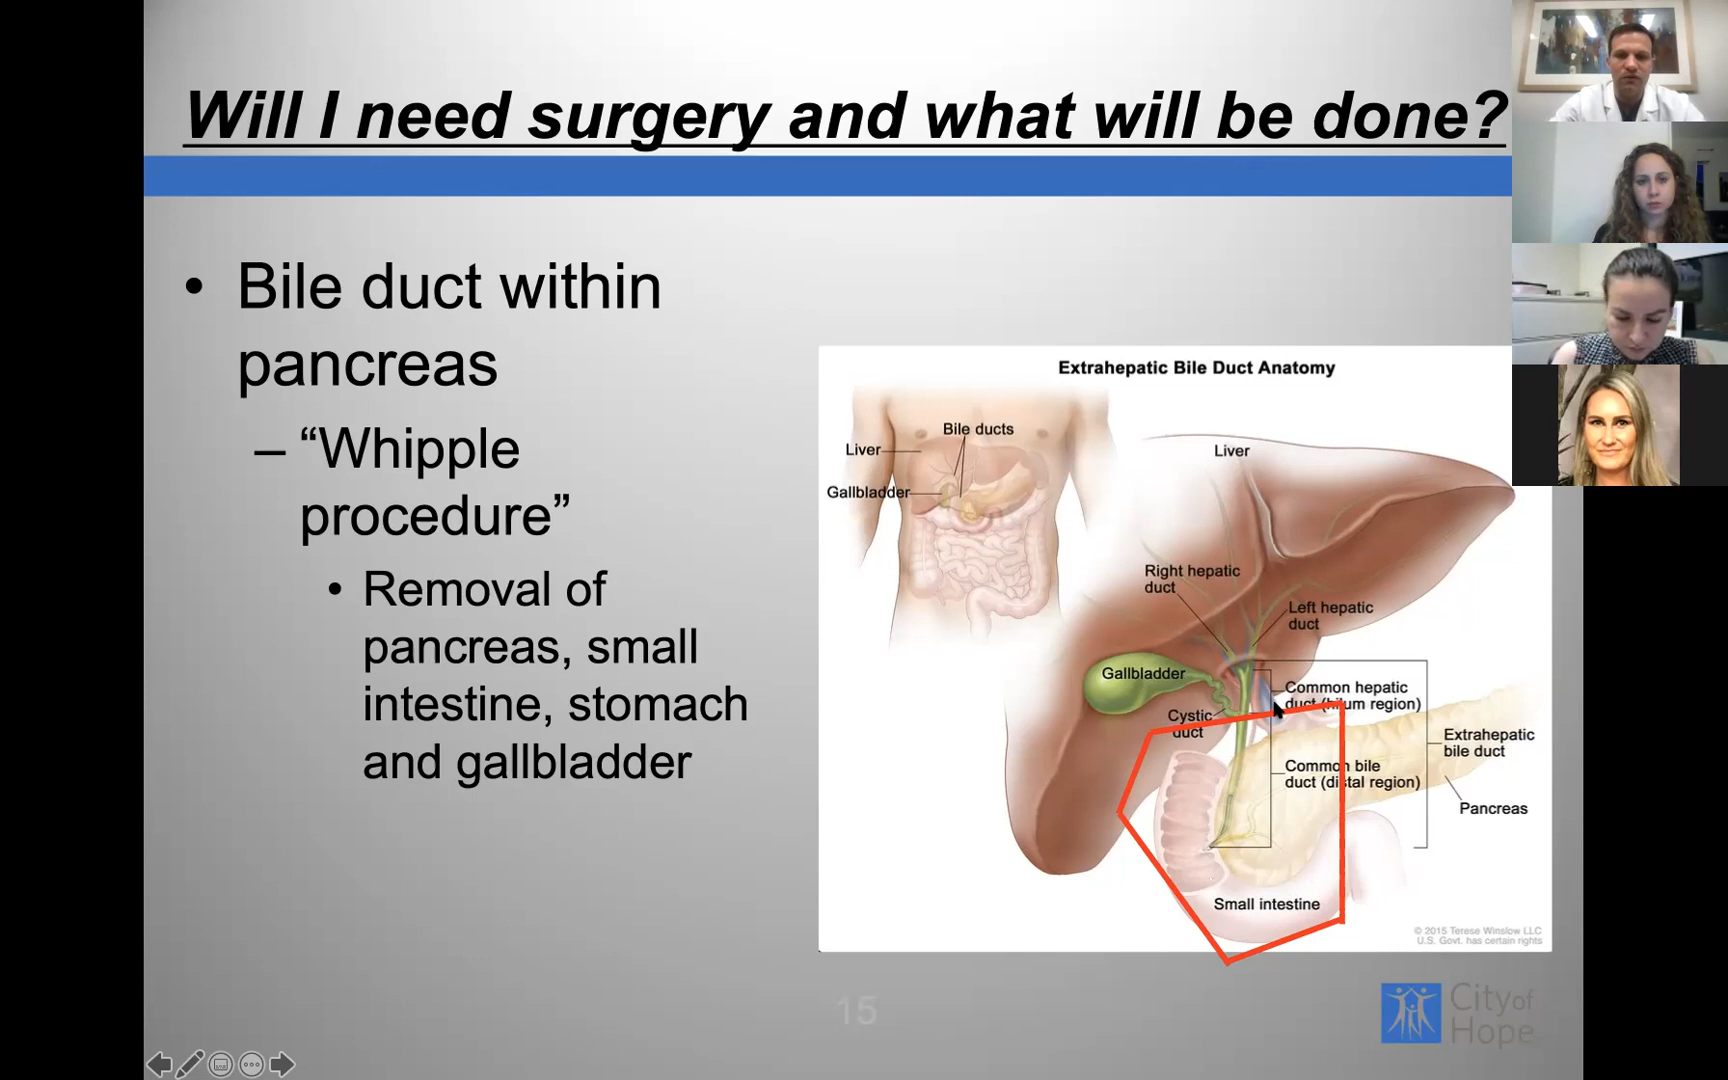 Will I need surgery and what will be done?
• Bile duct within
pancreas
– “Whipple
procedure”
• Removal of
pancreas, small
intestine, stomach
and gallbladder
Extrahepatic Bile Duct Anatomy
Bile ducts
Liver
Gallbladder
Liver
Right hepatic
duct
Left hepatic
duct
Gallbladder
Common hepatic
duct (hilum region)
Cystic
duct
Extrahepatic
bile duct
Common bile
duct (distal region)
Pancreas
Small intestine
© 2015 Terese Winslow LLC
U.S. Govt. has certain rights
15
City of
Hope